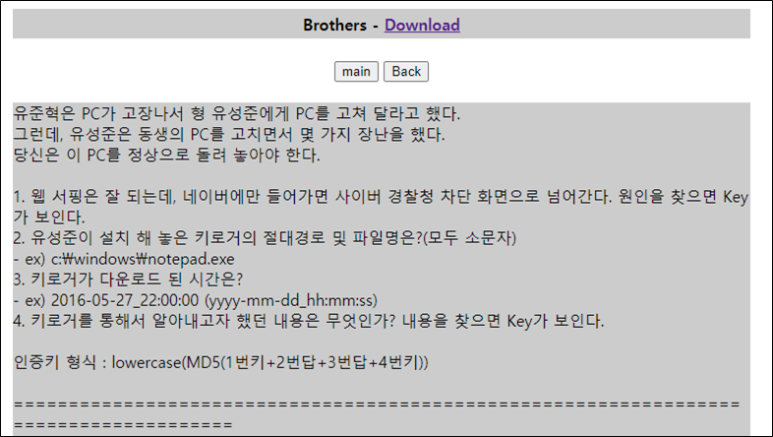 Brothers - Download
main Back
유준혁은 PC가 고장나서 형 유성준에게 PC를 고쳐 달라고 했다.
그런데, 유성준은 동생의 PC를 고치면서 몇 가지 장난을 했다.
당신은 이 PC를 정상으로 돌려 놓아야 한다.
1. 웹 서핑은 잘 되는데, 네이버에만 들어가면 사이버 경찰청 차단 화면으로 넘어간다. 원인을 찾으면 Key
가 보인다.
2. 유성준이 설치 해 놓은 키로거의 절대경로 및 파일명은?(모두 소문자)
- ex) c:₩windows₩notepad.exe
3. 키로거가 다운로드 된 시간은?
- ex) 2016-05-27_22:00:00 (yyyy-mm-dd_hh:mm:ss)
4. 키로거를 통해서 알아내고자 했던 내용은 무엇인가? 내용을 찾으면 Key가 보인다.
인증키 형식 : lowercase(MD5(1번키+2번답+3번답+4번키))
=====================================================================
=====================